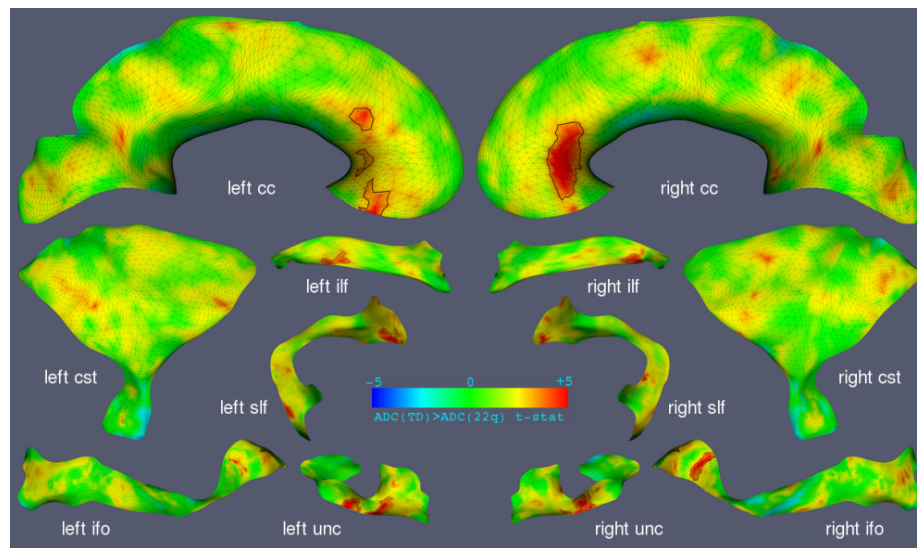 left cc
right cc
left ilf
right ilf
left cst
right cst
left slf
right slf
-5 0 +5
ADC(TD)>ADC(22q) t-stat
left ifo
left unc
right unc
right ifo